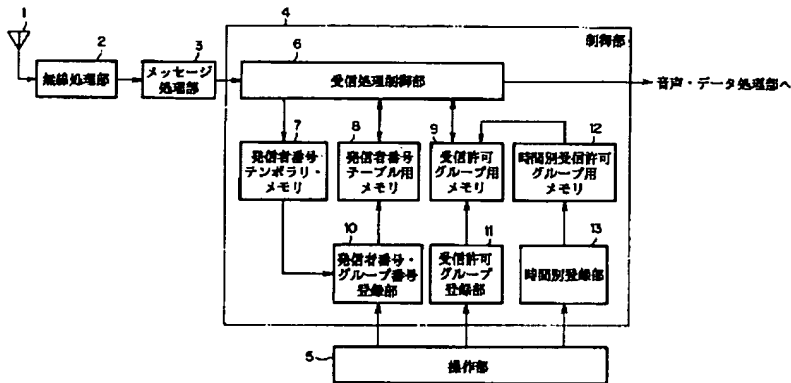 1
2
無線処理部
3
メッセージ
処理部
4
制御部
6
受信処理制御部
音声・データ処理部へ
7
発信者番号
テンポラリ・
メモリ
8
発信者番号
テーブル用
メモリ
9
受信許可
グループ用
メモリ
12
時間別受信許可
グループ用
メモリ
10
発信者番号・
グループ番号
登録部
11
受信許可
グループ
登録部
13
時間別登録部
5
操作部